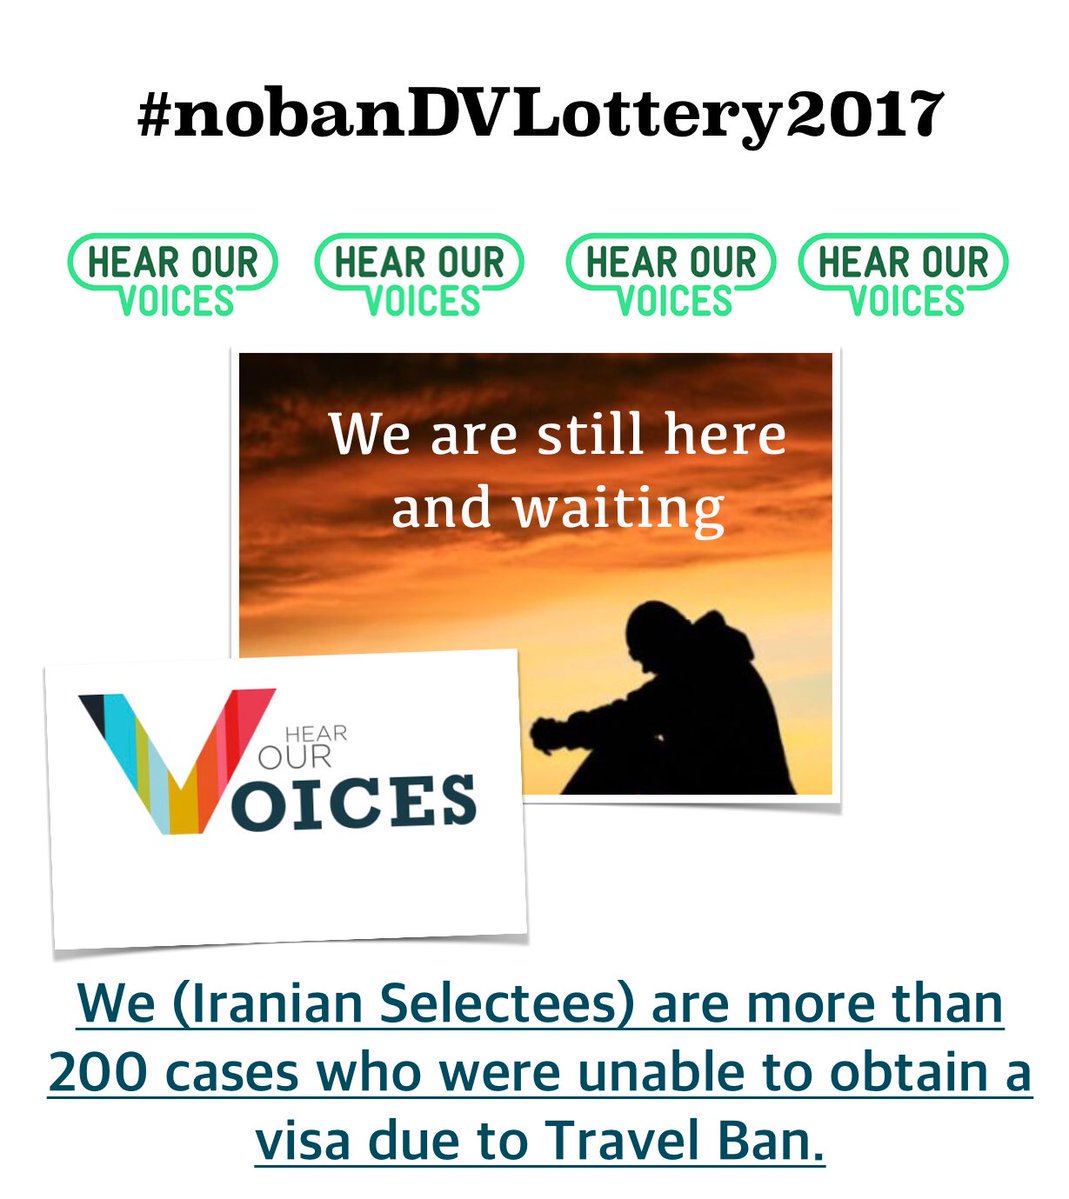 #nobanDVLottery2017
HEAR OUR
VOICES
HEAR OUR
VOICES
HEAR OUR
VOICES
HEAR OUR
VOICES
We are still here
and waiting
HEAR
OUR
VOICES
We (Iranian Selectees) are more than
200 cases who were unable to obtain a
visa due to Travel Ban.